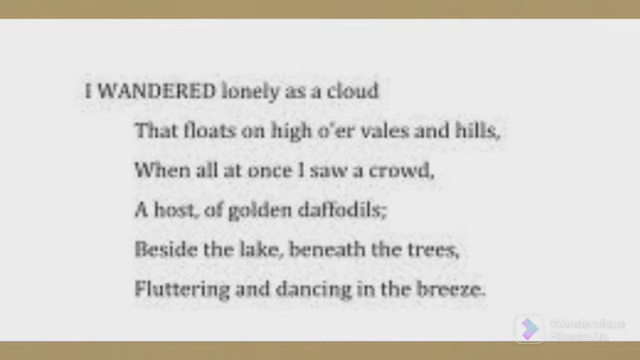 I WANDERED lonely as a cloud
That floats on high o'er vales and hills,
When all at once I saw a crowd,
A host, of golden daffodils;
Beside the lake, beneath the trees,
Fluttering and dancing in the breeze.
Wondershare